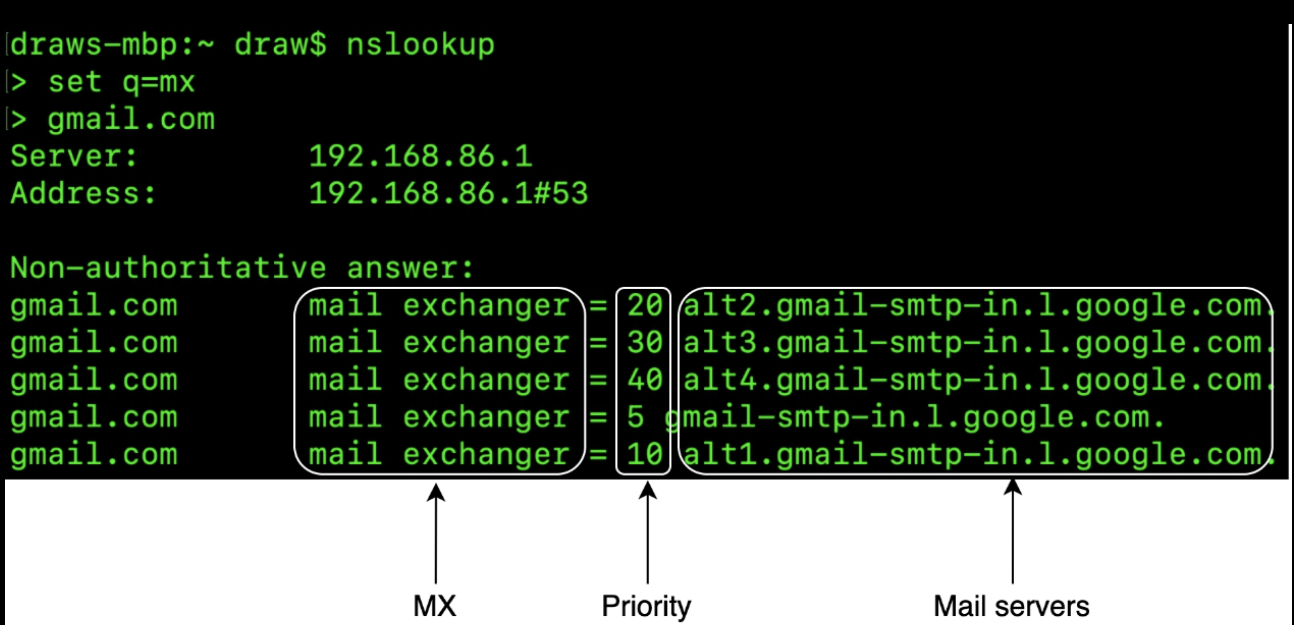 draws-mbp:~ draw$ nslookup
> set q=mx
> gmail.com
Server: 192.168.86.1
Address: 192.168.86.1#53
Non-authoritative answer:
gmail.com mail exchanger = 20 alt2.gmail-smtp-in.l.google.com.
gmail.com mail exchanger = 30 alt3.gmail-smtp-in.l.google.com.
gmail.com mail exchanger = 40 alt4.gmail-smtp-in.l.google.com.
gmail.com mail exchanger = 5 gmail-smtp-in.l.google.com.
gmail.com mail exchanger = 10 alt1.gmail-smtp-in.l.google.com.
MX Priority Mail servers